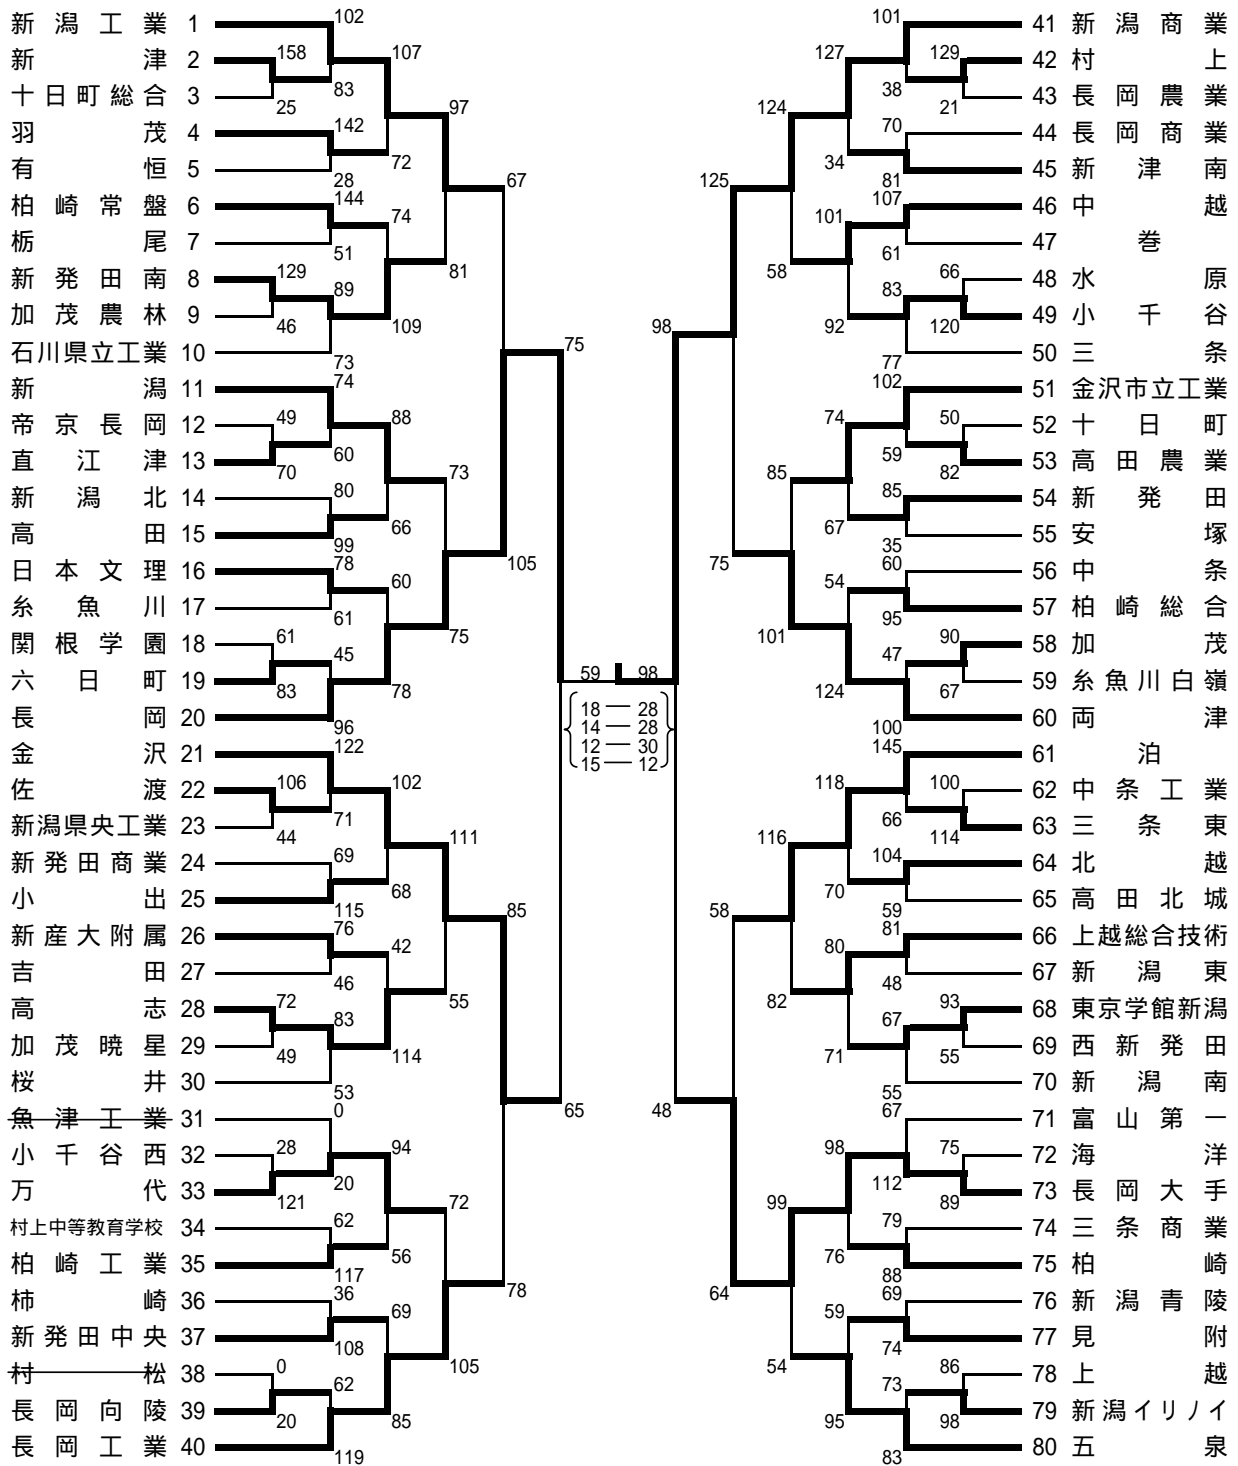 新潟工業 1
新津 2
十日町総合 3
羽茂 4
有恒 5
柏崎常盤 6
栃尾 7
新発田南 8
加茂農林 9
石川県立工業 10
新潟 11
帝京長岡 12
直江津 13
新潟北 14
高田 15
日本文理 16
糸魚川 17
関根学園 18
六日町 19
長岡 20
金沢 21
佐渡 22
新潟県央工業 23
新発田商業 24
小出 25
新産大附属 26
吉田 27
高志 28
加茂暁星 29
桜井 30
魚津工業 31
小千谷西 32
万代 33
村上中等教育学校 34
柏崎工業 35
柿崎 36
新発田中央 37
村松 38
長岡向陵 39
長岡工業 40
102
158
25
83
107
142
28
72
97
144
51
74
129
46
89
73
109
81
67
74
49
70
60
88
80
99
66
73
78
61
60
61
83
45
96
78
75
105
75
122
106
44
71
102
69
115
68
111
76
46
42
72
49
83
53
114
55
85
0
28
121
20
94
62
117
56
72
36
108
69
0
20
62
119
85
105
78
65
59 98
18 — 28
14 — 28
12 — 30
15 — 12
98
48
125
75
58
64
124
58
85
101
116
82
99
54
127
34
101
92
74
67
54
124
118
70
80
71
98
76
59
95
101
38
129
21
70
81
107
61
83
66
120
77
102
59
50
82
85
35
60
95
47
90
67
100
145
66
100
114
104
59
81
48
67
93
55
55
67
112
75
89
79
88
69
74
73
86
98
83
41 新潟商業
42 村上
43 長岡農業
44 長岡商業
45 新津南
46 中越
47 巻
48 水原
49 小千谷
50 三条
51 金沢市立工業
52 十日町
53 高田農業
54 新発田
55 安塚
56 中条
57 柏崎総合
58 加茂
59 糸魚川白嶺
60 両津
61 泊
62 中条工業
63 三条東
64 北越
65 高田北城
66 上越総合技術
67 新潟東
68 東京学館新潟
69 西新発田
70 新潟南
71 富山第一
72 海洋
73 長岡大手
74 三条商業
75 柏崎
76 新潟青陵
77 見附
78 上越
79 新潟イリノイ
80 五泉